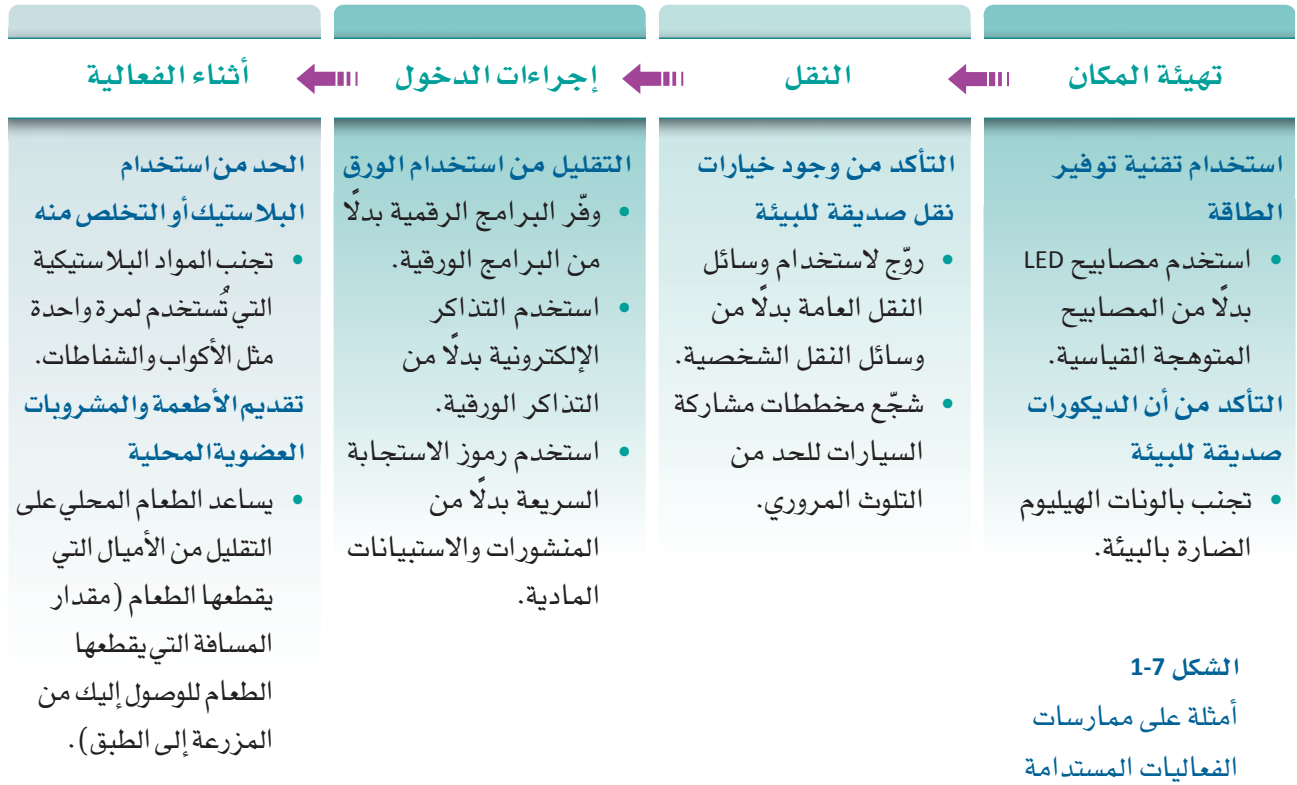 تهيئة المكان
النقل
إجراءات الدخول
أثناء الفعالية
استخدام تقنية توفير
الطاقة
• استخدم مصابيح LED
بدلًا من المصابيح
المتوهجة القياسية.
التأكد من أن الديكورات
صديقة للبيئة
• تجنب بالونات الهيليوم
الضارة بالبيئة.
التأكد من وجود خيارات
نقل صديقة للبيئة
• روّج لاستخدام وسائل
النقل العامة بدلًا من
وسائل النقل الشخصية.
• شجّع مخططات مشاركة
السيارات للحد من
التلوث المروري.
التقليل من استخدام الورق
• وفّر البرامج الرقمية بدلًا
من البرامج الورقية.
• استخدم التذاكر
الإلكترونية بدلًا من
التذاكر الورقية.
• استخدم رموز الاستجابة
السريعة بدلًا من
المنشورات والاستبيانات
المادية.
الحد من استخدام
البلاستيك أو التخلص منه
• تجنب المواد البلاستيكية
التي تُستخدم لمرة واحدة
مثل الأكواب والشفاطات.
تقديم الأطعمة والمشروبات
العضوية المحلية
• يساعد الطعام المحلي على
التقليل من الأميال التي
يقطعها الطعام (مقدار
المسافة التي يقطعها
الطعام للوصول إليك من
المزرعة إلى الطبق).
الشكل 7-1
أمثلة على ممارسات
الفعاليات المستدامة